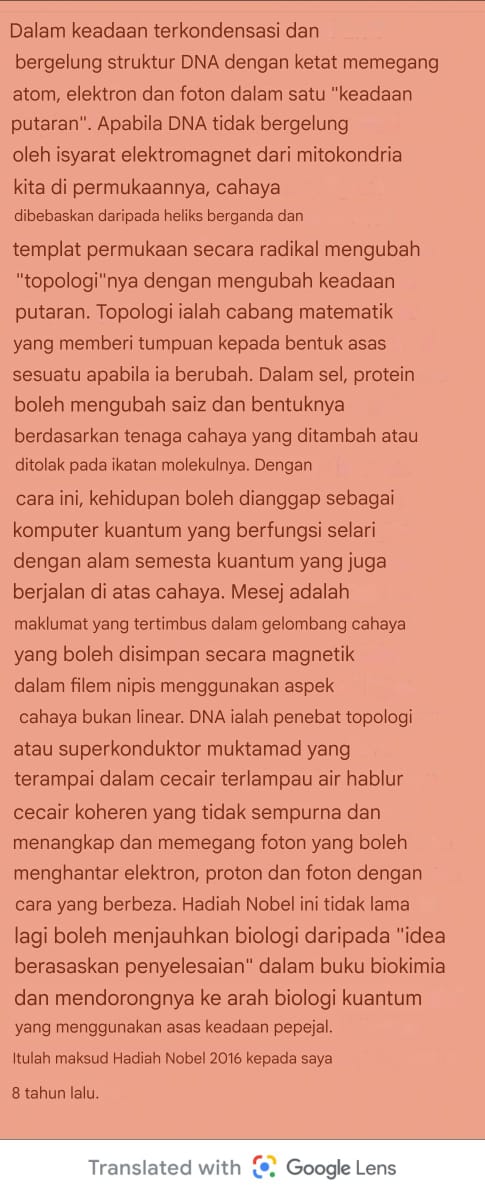 Dalam keadaan terkondensasi dan
bergelung struktur DNA dengan ketat memegang
atom, elektron dan foton dalam satu "keadaan
putaran". Apabila DNA tidak bergelung
oleh isyarat elektromagnet dari mitokondria
kita di permukaannya, cahaya
dibebaskan daripada heliks berganda dan
templat permukaan secara radikal mengubah
"topologi"nya dengan mengubah keadaan
putaran. Topologi ialah cabang matematik
yang memberi tumpuan kepada bentuk asas
sesuatu apabila ia berubah. Dalam sel, protein
boleh mengubah saiz dan bentuknya
berdasarkan tenaga cahaya yang ditambah atau
ditolak pada ikatan molekulnya. Dengan
cara ini, kehidupan boleh dianggap sebagai
komputer kuantum yang berfungsi selari
dengan alam semesta kuantum yang juga
berjalan di atas cahaya. Mesej adalah
maklumat yang tertimbus dalam gelombang cahaya
yang boleh disimpan secara magnetik
dalam filem nipis menggunakan aspek
cahaya bukan linear. DNA ialah penebat topologi
atau superkonduktor muktamad yang
terampai dalam cecair terlampau air hablur
cecair koheren yang tidak sempurna dan
menangkap dan memegang foton yang boleh
menghantar elektron, proton dan foton dengan
cara yang berbeza. Hadiah Nobel ini tidak lama
lagi boleh menjauhkan biologi daripada "idea
berasaskan penyelesaian" dalam buku biokimia
dan mendorongnya ke arah biologi kuantum
yang menggunakan asas keadaan pepejal.
Itulah maksud Hadiah Nobel 2016 kepada saya
8 tahun lalu.
Translated with Google Lens